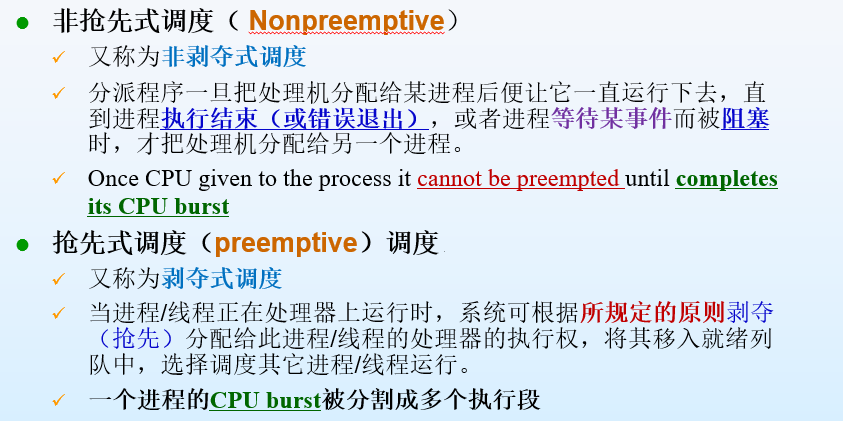 非抢先式调度（ Nonpreemptive）
又称为非剥夺式调度
分派程序一旦把处理机分配给某进程后便让它一直运行下去，直
到进程执行结束（或错误退出），或者进程等待某事件而被阻塞
时，才把处理机分配给另一个进程。
Once CPU given to the process it cannot be preempted until completes
its CPU burst
抢先式调度（preemptive）调度
又称为剥夺式调度
当进程/线程正在处理器上运行时，系统可根据所规定的原则剥夺
（抢先）分配给此进程/线程的处理器的执行权，将其移入就绪列
队中，选择调度其它进程/线程运行。
一个进程的CPU burst被分割成多个执行段